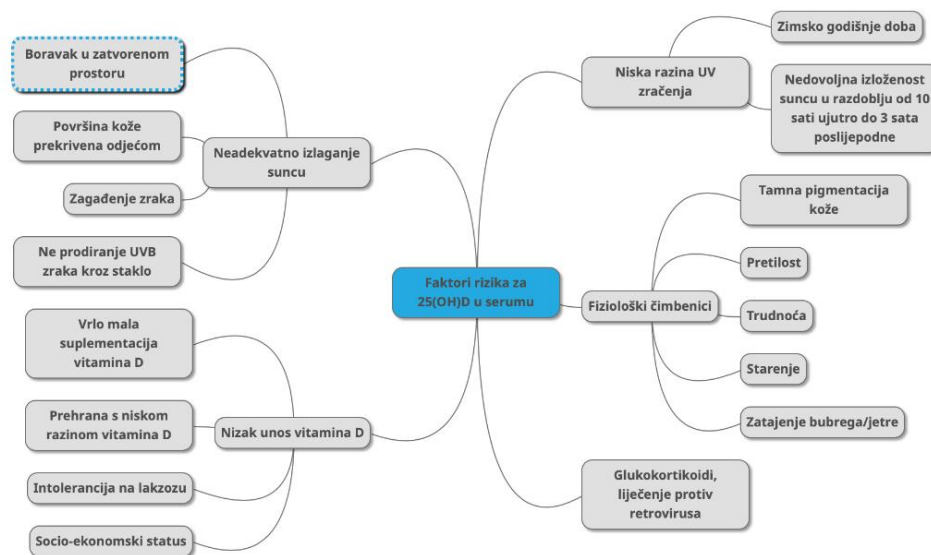 Boravak u zatvorenom
prostoru
Površina kože
prekrivena odjećom
Zagađenje zraka
Ne prodiranje UVB
zraka kroz staklo
Neadekvatno izlaganje
suncu
Vrlo mala
suplementacija
vitamina D
Prehrana s niskom
razinom vitamina D
Intolerancija na lakzozu
Socio-ekonomski status
Nizak unos vitamina D
Faktori rizika za
25(OH)D u serumu
Niska razina UV
zračenja
Zimsko godišnje doba
Nedovoljna izloženost
suncu u razdoblju od 10
sati ujutro do 3 sata
poslijepodne
Fiziološki čimbenici
Tamna pigmentacija
kože
Pretilost
Trudnoća
Starenje
Zatajenje bubrega/jetre
Glukokortikoidi,
liječenje protiv
retrovirusa